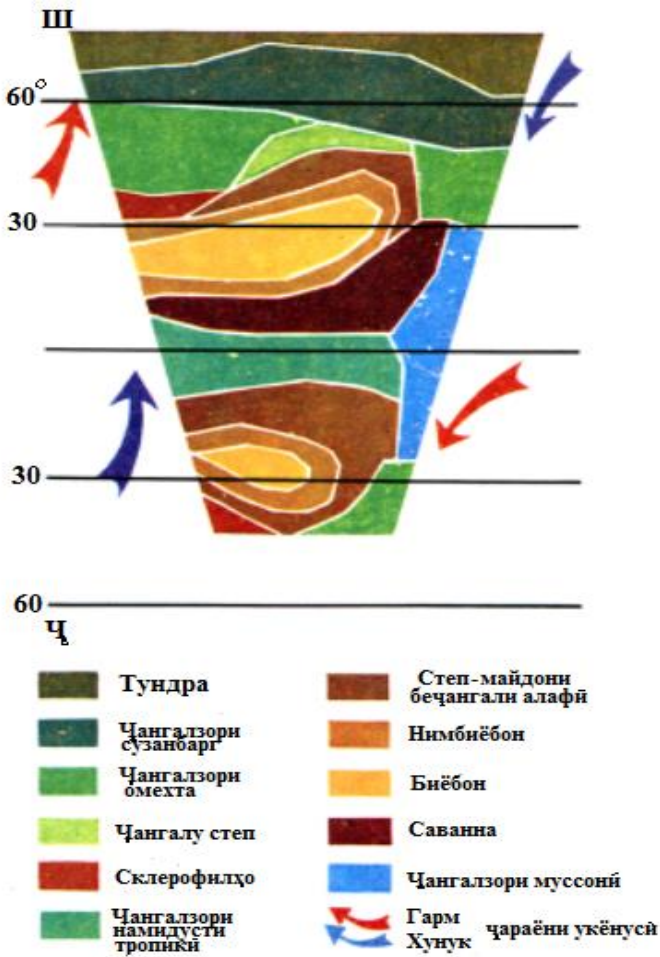 Ш
60°
30
30
60
Ҷ
Тундра
Ҷангалзори
сӯзанбарг
Ҷангалзори
омехта
Ҷангалу степ
Склерофилҳо
Ҷангалзори
намидусти
тропикӣ
Степ-майдони
беҷангали алафӣ
Нимбиёбон
Биёбон
Саванна
Ҷангалзори муссонӣ
Гарм
Хунук
ҷараёни укёнусӣ